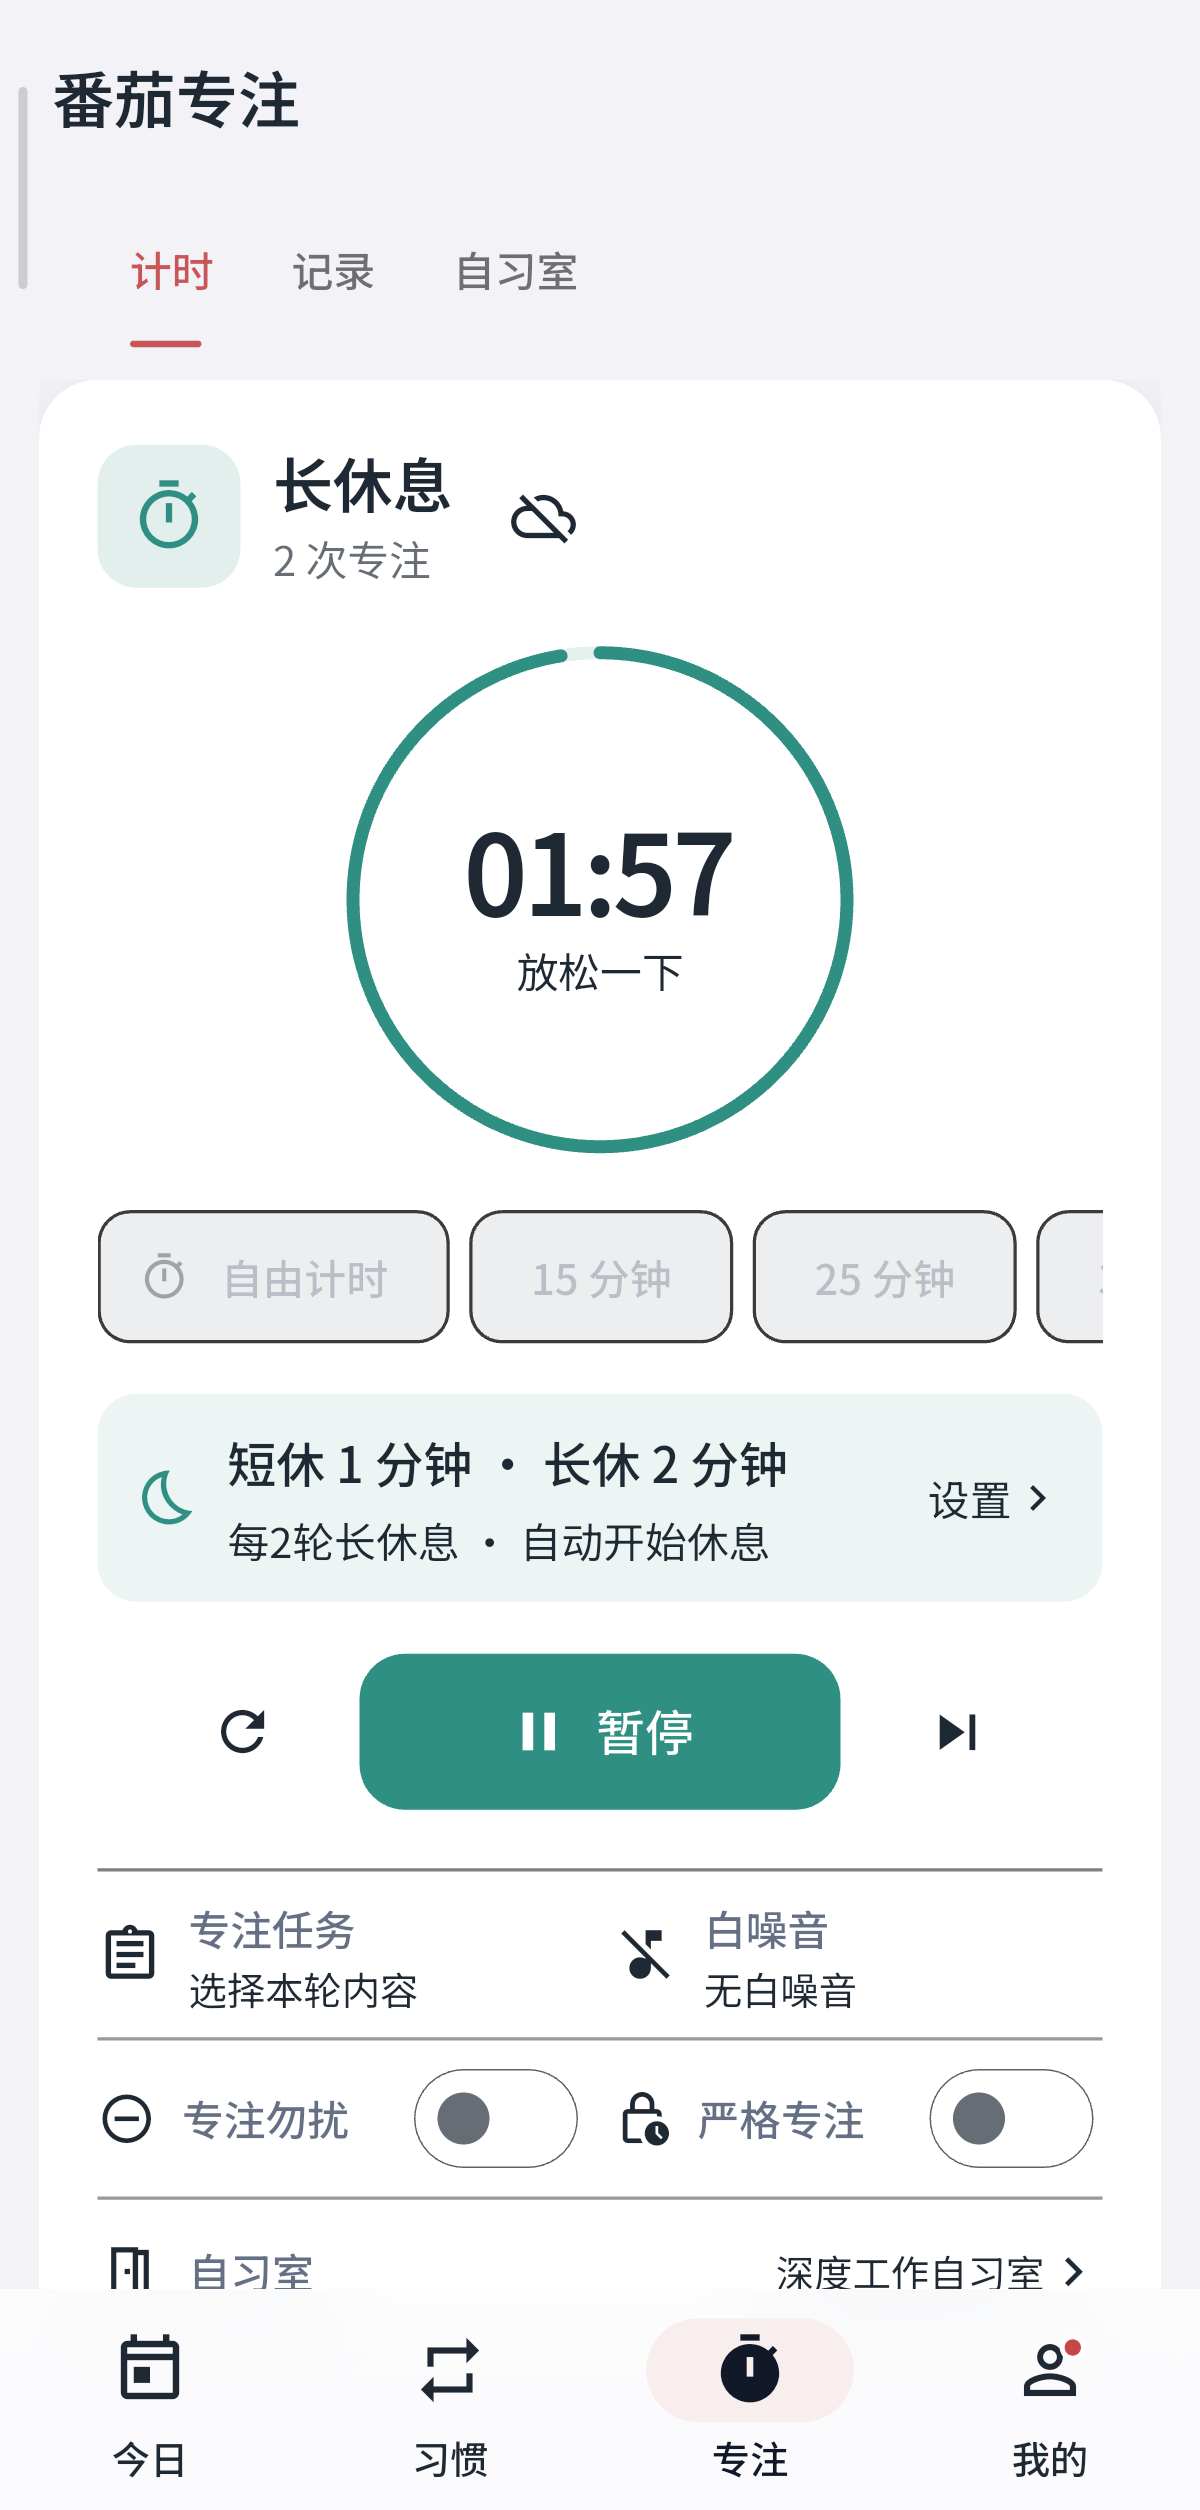 番茄专注
计时 记录 自习室
长休息
2 次专注
01:57
放松一下
自由计时 15 分钟 25 分钟
短休 1 分钟 · 长休 2 分钟
每2轮长休息 · 自动开始休息
设置
暂停
专注任务
选择本轮内容
白噪音
无白噪音
专注勿扰 严格专注
自习室 深度工作自习室
今日 习惯 专注 我的